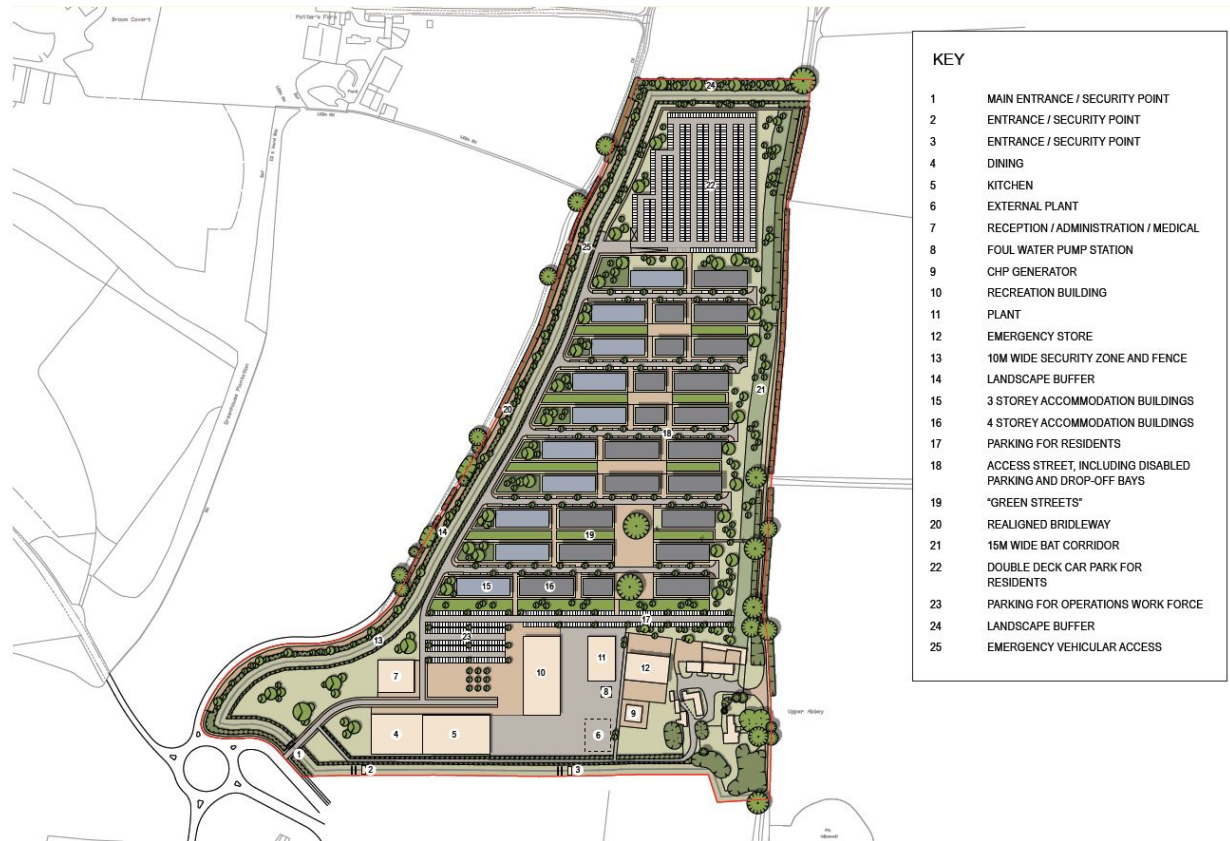 Broom Covert
Potter's Farm
Pond
KEY
1 MAIN ENTRANCE / SECURITY POINT
2 ENTRANCE / SECURITY POINT
3 ENTRANCE / SECURITY POINT
4 DINING
5 KITCHEN
6 EXTERNAL PLANT
7 RECEPTION / ADMINISTRATION / MEDICAL
8 FOUL WATER PUMP STATION
9 CHP GENERATOR
10 RECREATION BUILDING
11 PLANT
12 EMERGENCY STORE
13 10M WIDE SECURITY ZONE AND FENCE
14 LANDSCAPE BUFFER
15 3 STOREY ACCOMMODATION BUILDINGS
16 4 STOREY ACCOMMODATION BUILDINGS
17 PARKING FOR RESIDENTS
18 ACCESS STREET, INCLUDING DISABLED
PARKING AND DROP-OFF BAYS
19 "GREEN STREETS"
20 REALIGNED BRIDLEWAY
21 15M WIDE BAT CORRIDOR
22 DOUBLE DECK CAR PARK FOR
RESIDENTS
23 PARKING FOR OPERATIONS WORK FORCE
24 LANDSCAPE BUFFER
25 EMERGENCY VEHICULAR ACCESS
24
22
25
21
20
18
14
19
15
16
17
13
23
7
10
11
12
8
9
4
5
6
1
2
3
Greenhouse Plantation
Upper Abbey